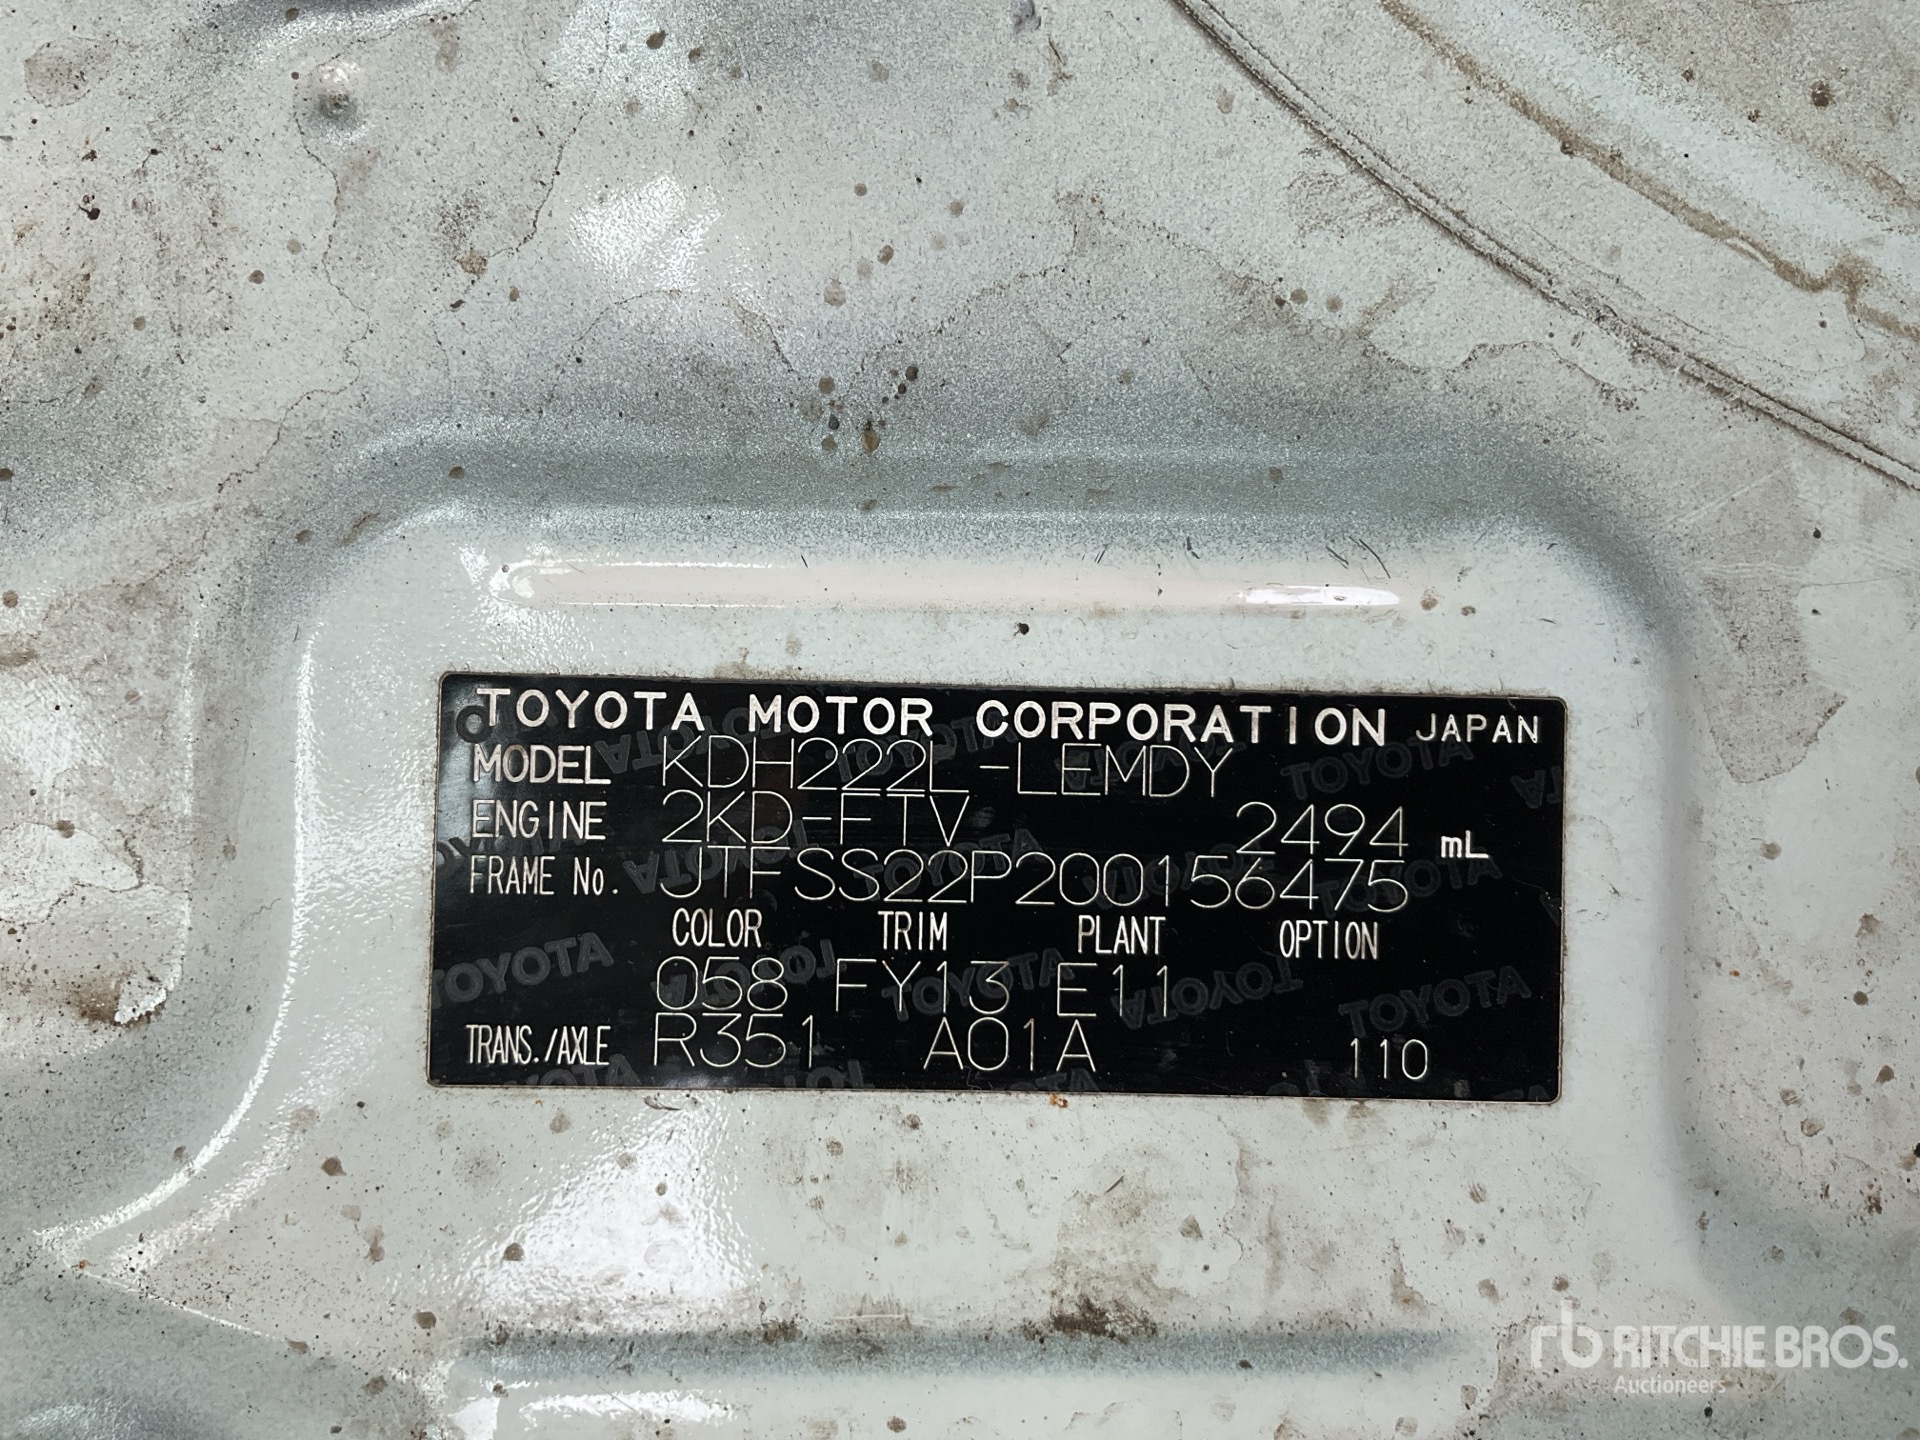 TOYOTA MOTOR CORPORATION JAPAN
MODEL KDH222L-LEMDY
ENGINE 2KD-FTV 2494 mL
FRAME No. JTFSS22P200156475
COLOR TRIM PLANT OPTION
058 FY13 E11
TRANS./AXLE R351 A01A 110
rb RITCHIE BROS.
Auctioneers